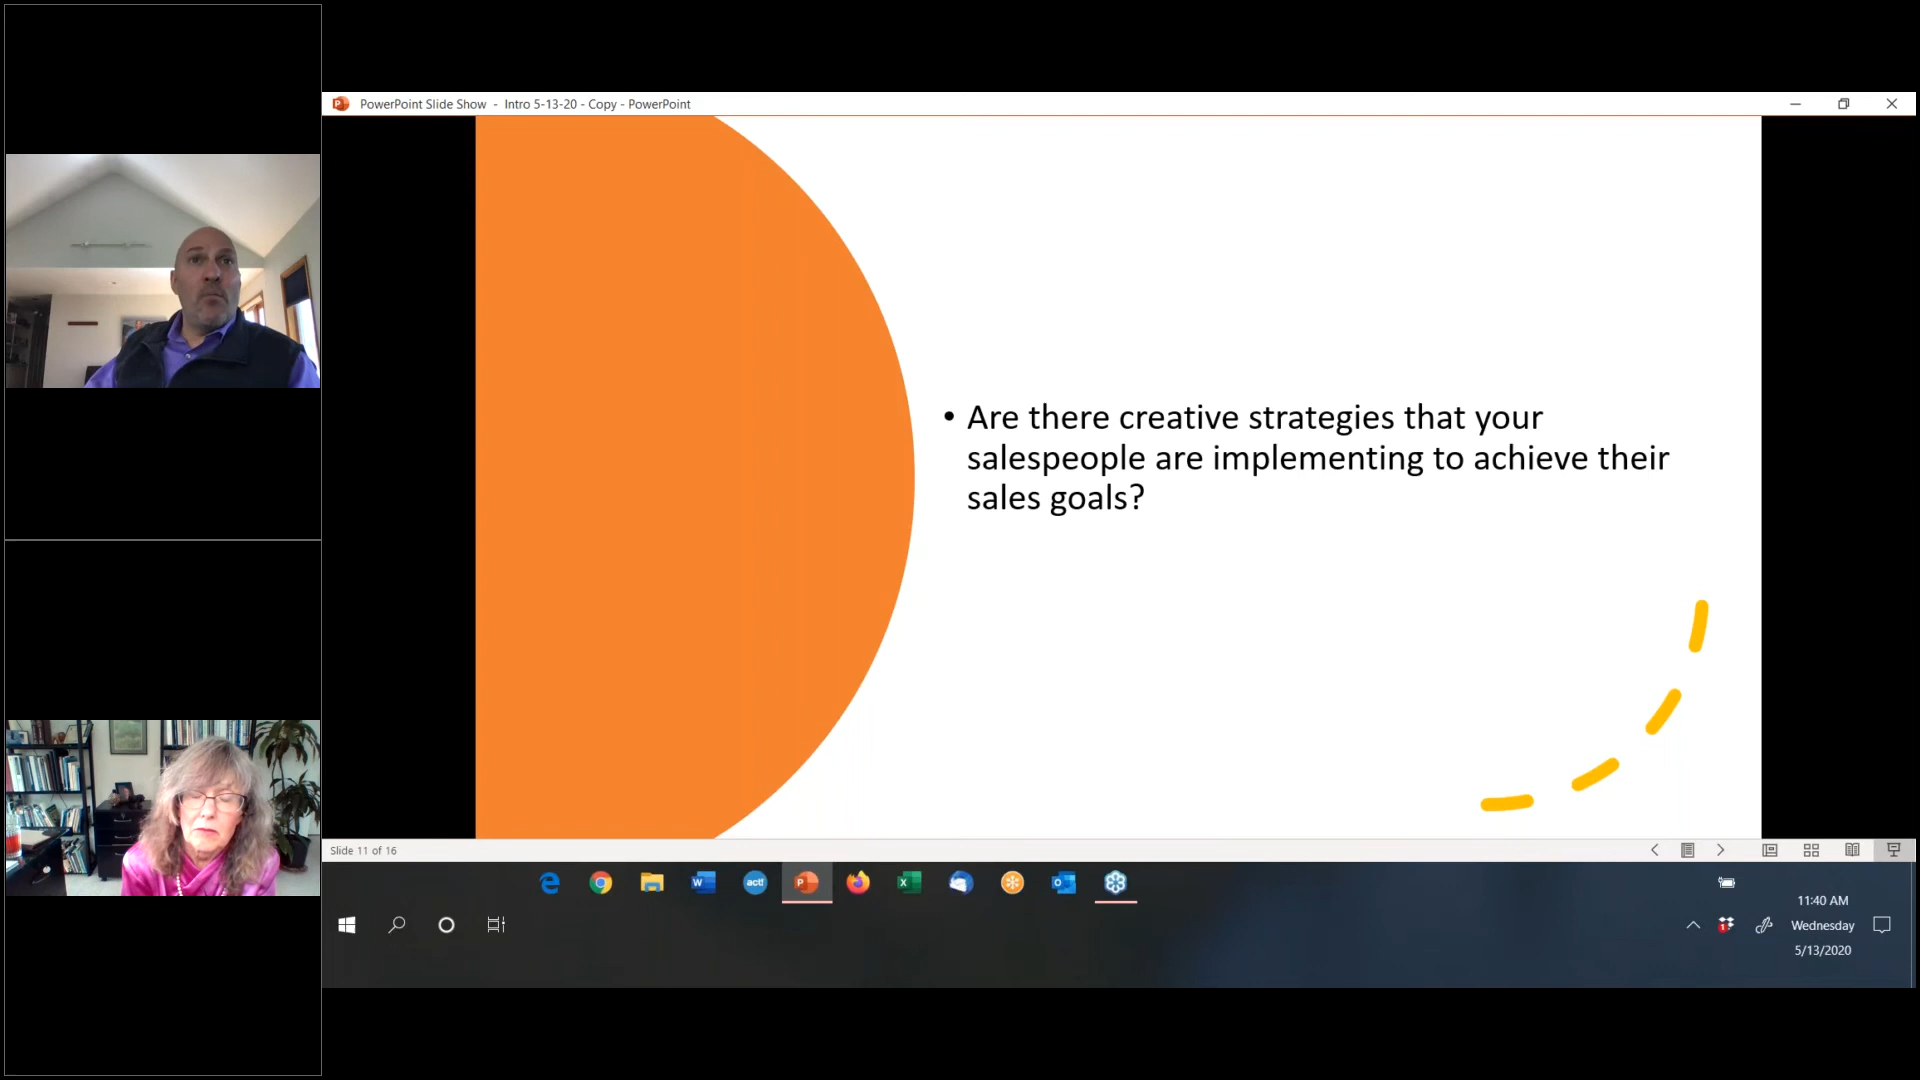 PowerPoint Slide Show - Intro 5-13-20 - Copy - PowerPoint
• Are there creative strategies that your
salespeople are implementing to achieve their
sales goals?
Slide 11 of 16
act!
11:40 AM
Wednesday
5/13/2020